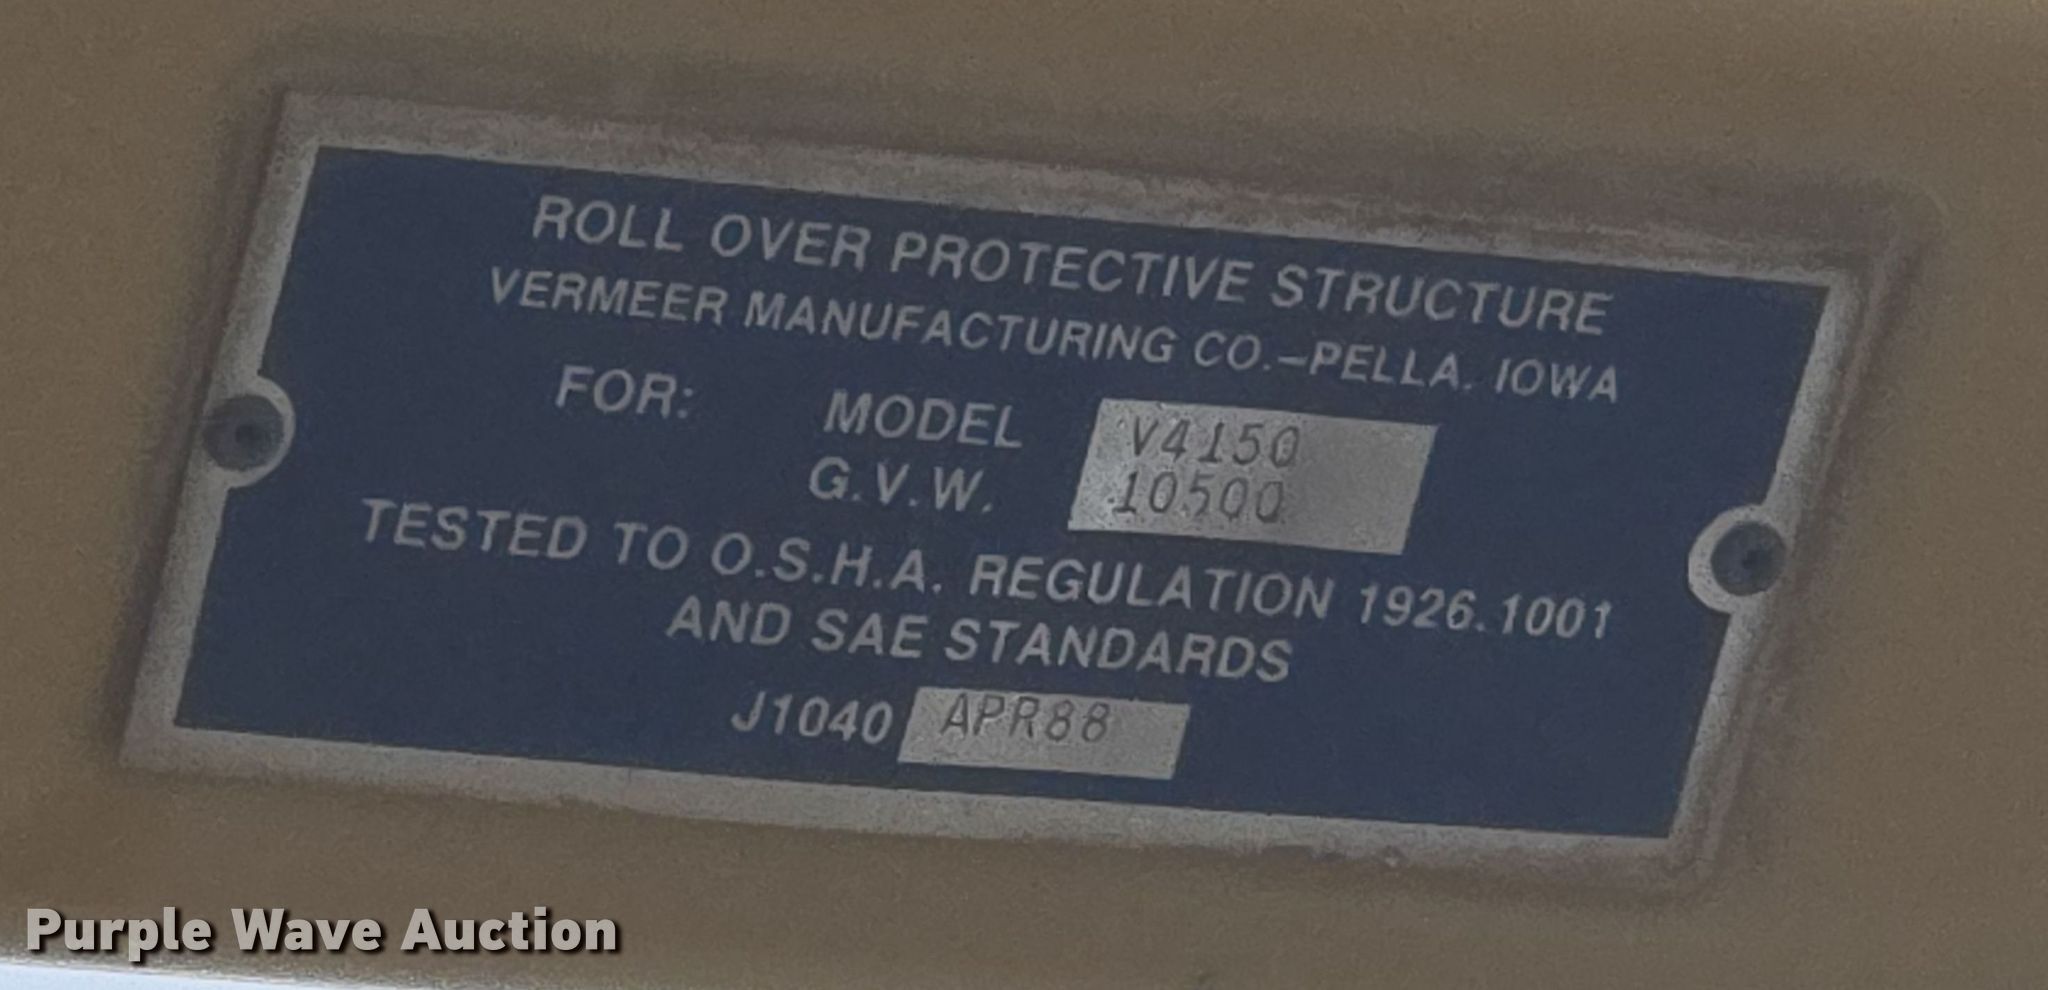 ROLL OVER PROTECTIVE STRUCTURE
VERMEER MANUFACTURING CO.–PELLA, IOWA
FOR: MODEL V4150
G.V.W. 10500
TESTED TO O.S.H.A. REGULATION 1926.1001
AND SAE STANDARDS
J1040 APR88
Purple Wave Auction